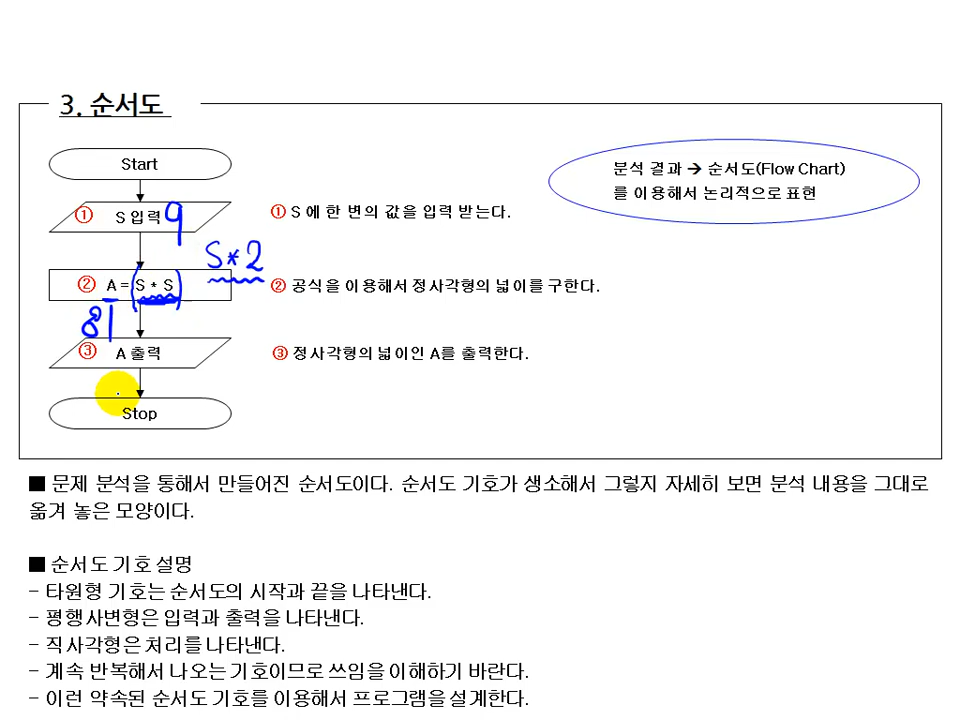 3. 순서도
Start
분석 결과 → 순서도(Flow Chart)
를 이용해서 논리적으로 표현
① S 입력 9
① S 에 한 변의 값을 입력 받는다.
S*2
② A = (S * S)
② 공식을 이용해서 정사각형의 넓이를 구한다.
81
③ A 출력
③ 정사각형의 넓이인 A를 출력한다.
Stop
■ 문제 분석을 통해서 만들어진 순서도이다. 순서도 기호가 생소해서 그렇지 자세히 보면 분석 내용을 그대로
옮겨 놓은 모양이다.
■ 순서도 기호 설명
- 타원형 기호는 순서도의 시작과 끝을 나타낸다.
- 평행사변형은 입력과 출력을 나타낸다.
- 직사각형은 처리를 나타낸다.
- 계속 반복해서 나오는 기호이므로 쓰임을 이해하기 바란다.
- 이런 약속된 순서도 기호를 이용해서 프로그램을 설계한다.